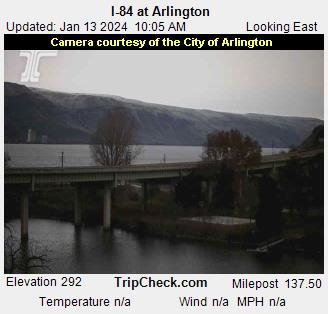 I-84 at Arlington
Updated: Jan 13 2024 10:05 AM Looking East
Camera courtesy of the City of Arlington
Elevation 292 TripCheck.com Milepost 137.50
Temperature n/a Wind n/a MPH n/a